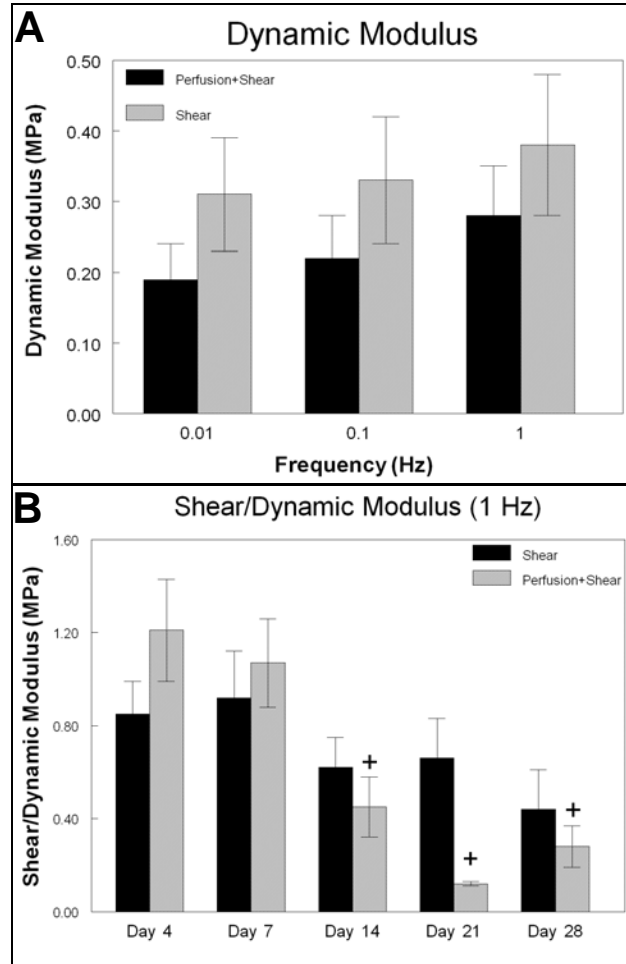 A
Dynamic Modulus
Dynamic Modulus (MPa)
0.50
0.40
0.30
0.20
0.10
0.00
Perfusion+Shear
Shear
0.01 0.1 1
Frequency (Hz)
B
Shear/Dynamic Modulus (1 Hz)
Shear/Dynamic Modulus (MPa)
1.60
1.20
0.80
0.40
0.00
Shear
Perfusion+Shear
+
+
+
Day 4 Day 7 Day 14 Day 21 Day 28